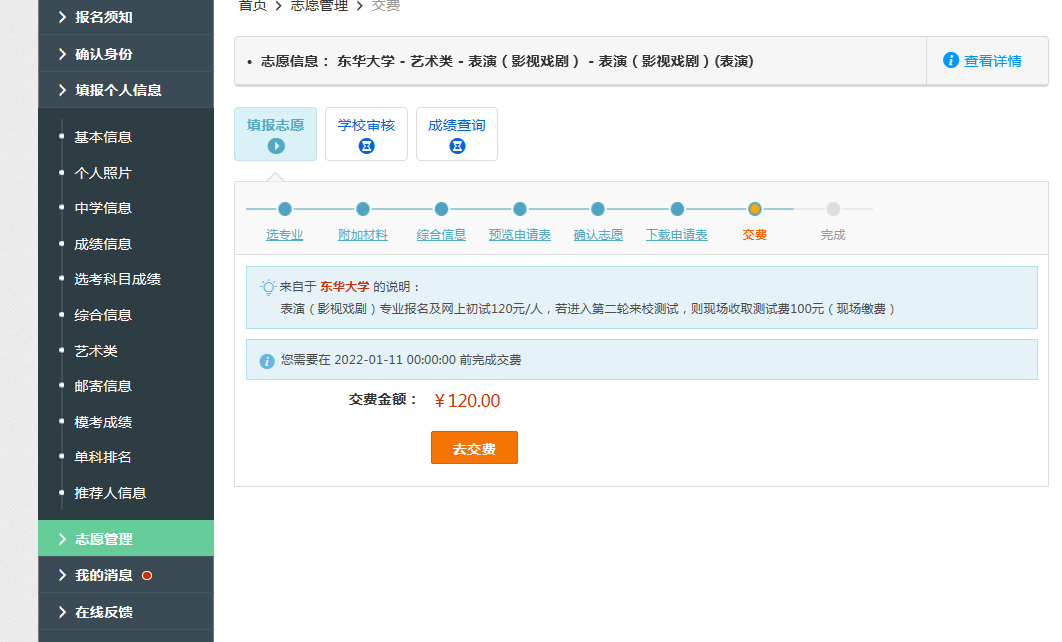 首页 > 志愿管理 > 交费
报名须知
确认身份
填报个人信息
基本信息
个人照片
中学信息
成绩信息
选考科目成绩
综合信息
艺术类
邮寄信息
模考成绩
单科排名
推荐人信息
志愿管理
我的消息
在线反馈
• 志愿信息： 东华大学 - 艺术类 - 表演（影视戏剧） - 表演（影视戏剧）(表演)
查看详情
填报志愿 学校审核 成绩查询
选专业 附加材料 综合信息 预览申请表 确认志愿 下载申请表 交费 完成
来自于 东华大学 的说明：
表演（影视戏剧）专业报名及网上初试120元/人，若进入第二轮来校测试，则现场收取测试费100元（现场缴费）
您需要在 2022-01-11 00:00:00 前完成交费
交费金额： ￥120.00
去交费